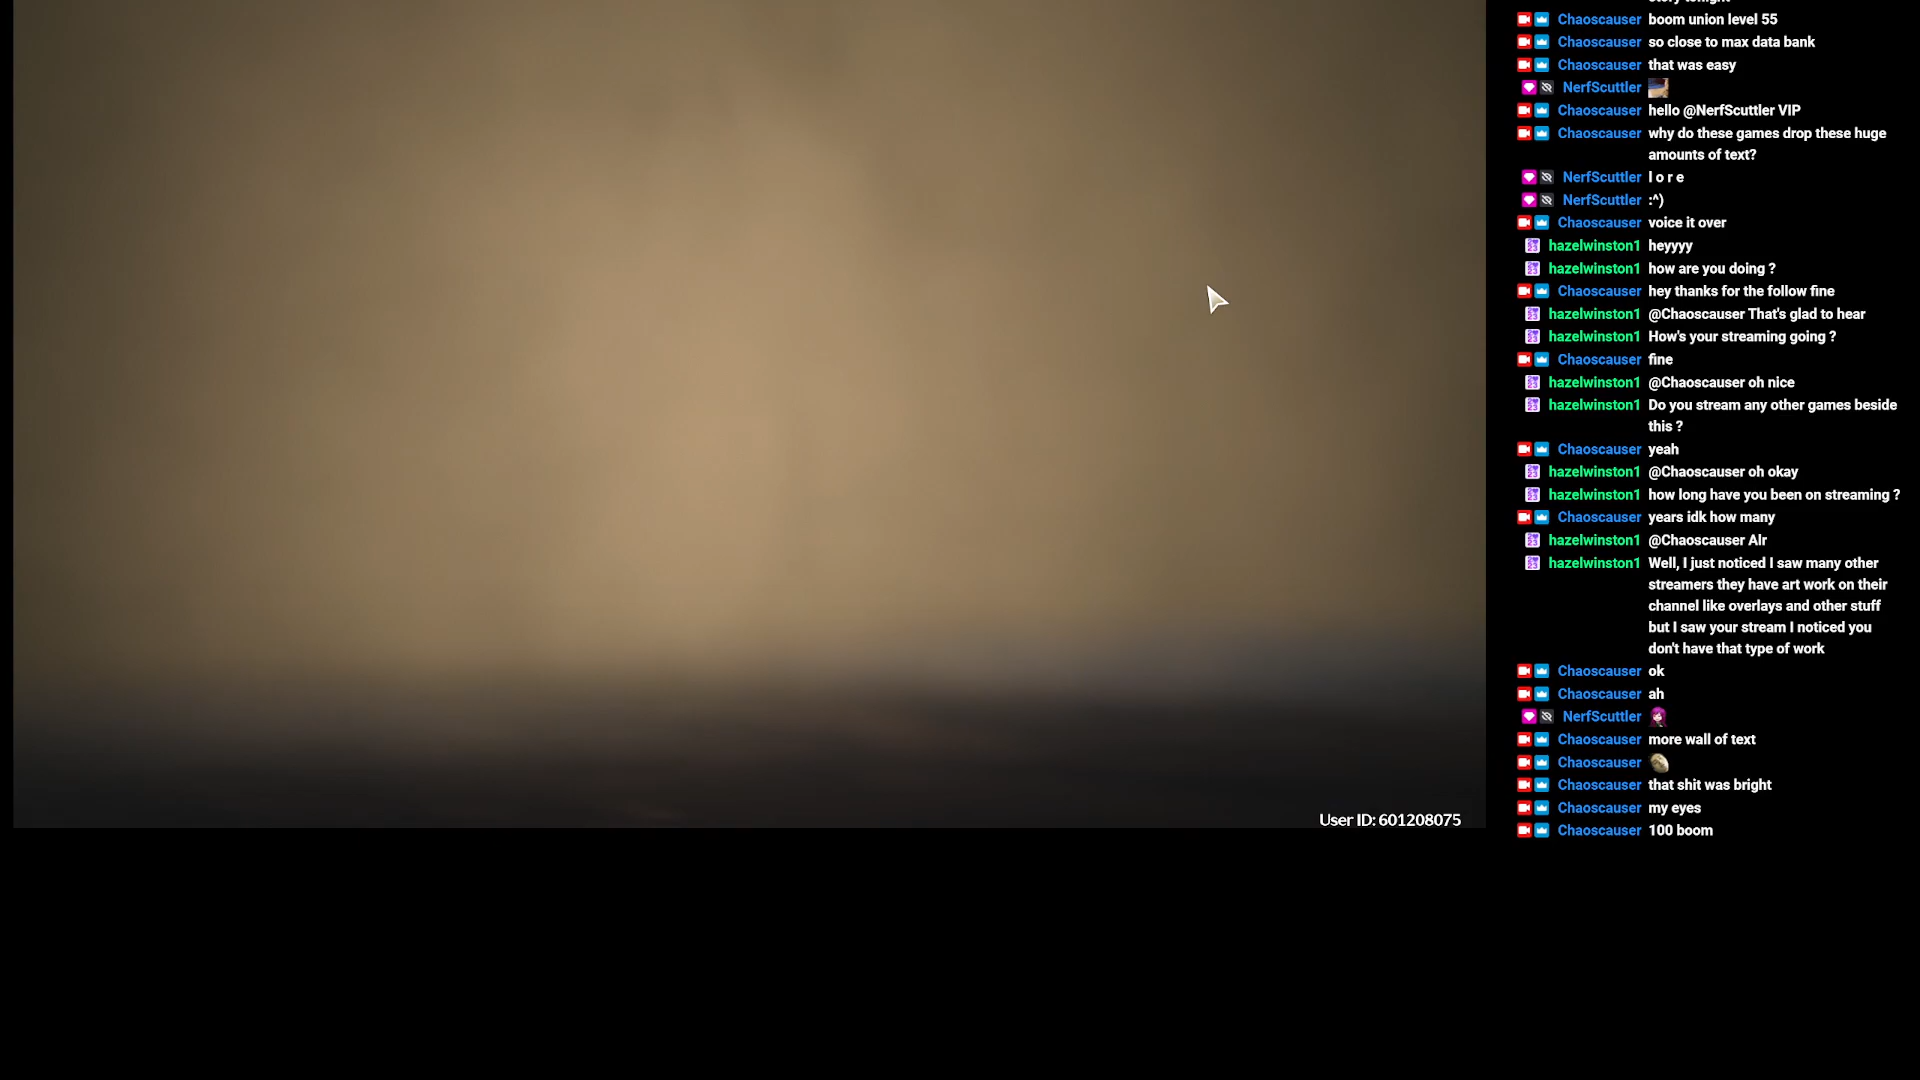 story tonight
Chaoscauser boom union level 55
Chaoscauser so close to max data bank
Chaoscauser that was easy
NerfScuttler
Chaoscauser hello @NerfScuttler VIP
Chaoscauser why do these games drop these huge
amounts of text?
NerfScuttler l o r e
NerfScuttler :^)
Chaoscauser voice it over
hazelwinston1 heyyyy
hazelwinston1 how are you doing ?
Chaoscauser hey thanks for the follow fine
hazelwinston1 @Chaoscauser That's glad to hear
hazelwinston1 How's your streaming going ?
Chaoscauser fine
hazelwinston1 @Chaoscauser oh nice
hazelwinston1 Do you stream any other games beside
this ?
Chaoscauser yeah
hazelwinston1 @Chaoscauser oh okay
hazelwinston1 how long have you been on streaming ?
Chaoscauser years idk how many
hazelwinston1 @Chaoscauser Alr
hazelwinston1 Well, I just noticed I saw many other
streamers they have art work on their
channel like overlays and other stuff
but I saw your stream I noticed you
don't have that type of work
Chaoscauser ok
Chaoscauser ah
NerfScuttler
Chaoscauser more wall of text
Chaoscauser
Chaoscauser that shit was bright
Chaoscauser my eyes
Chaoscauser 100 boom
User ID: 601208075